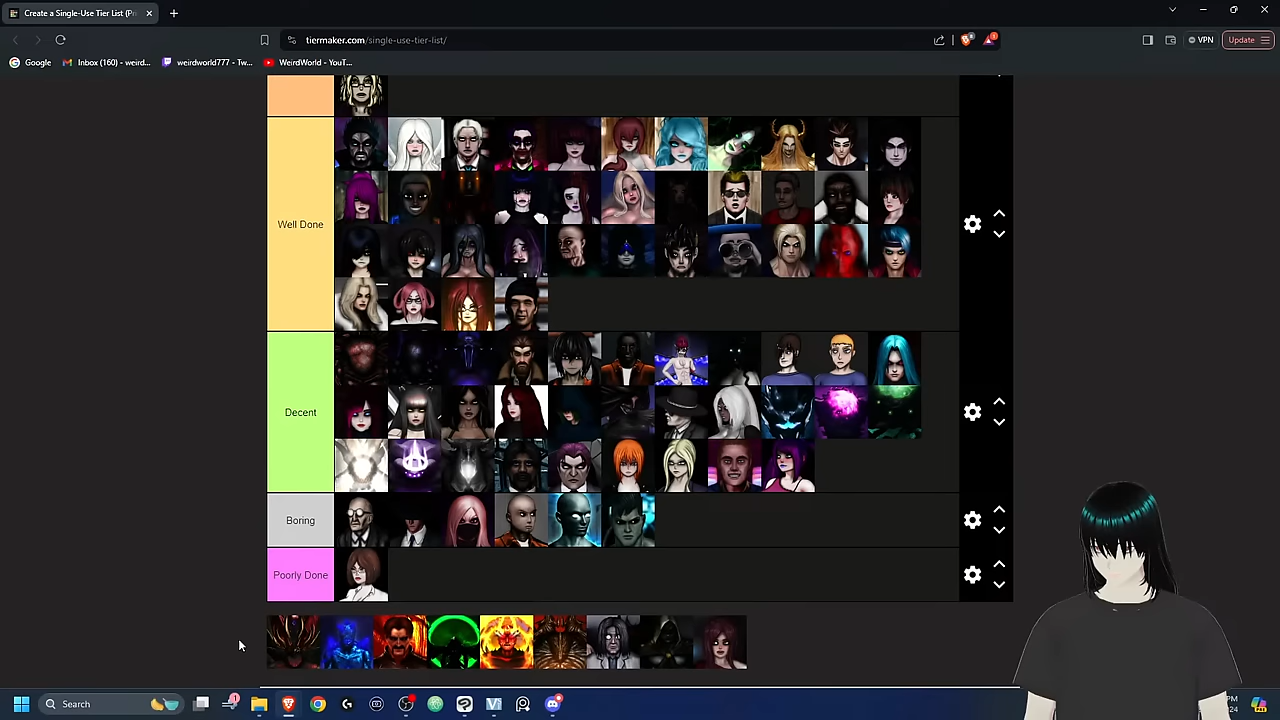 Create a Single-Use Tier List (Pr
tiermaker.com/single-use-tier-list/
VPN
Update
Google
Inbox (160) - weird...
weirdworld777 - Tw...
WeirdWorld - YouT...
Well Done
Decent
Boring
Poorly Done
Search